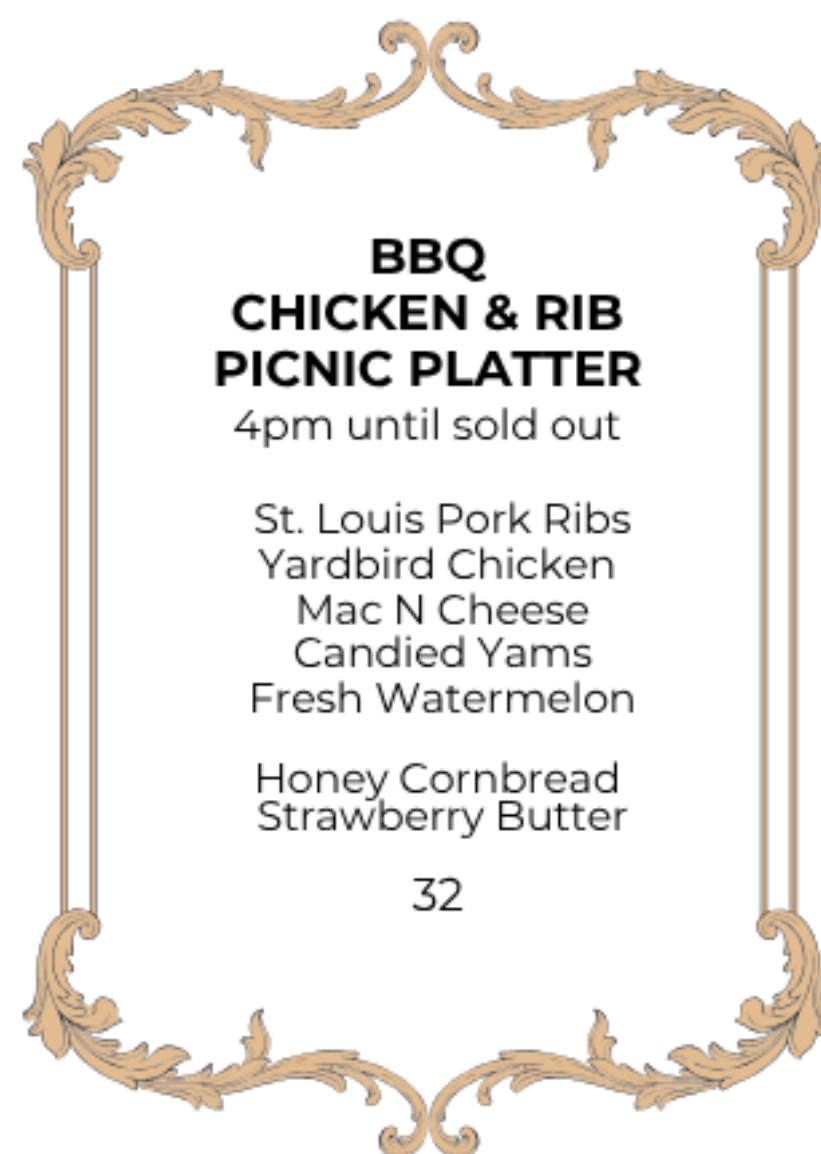 BBQ
CHICKEN & RIB
PICNIC PLATTER
4pm until sold out
St. Louis Pork Ribs
Yardbird Chicken
Mac N Cheese
Candied Yams
Fresh Watermelon
Honey Cornbread
Strawberry Butter
32